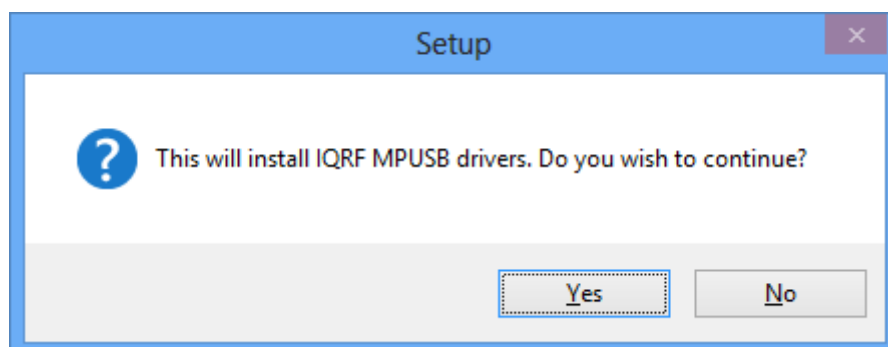 Setup
This will install IQRF MPUSB drivers. Do you wish to continue?
Yes
No